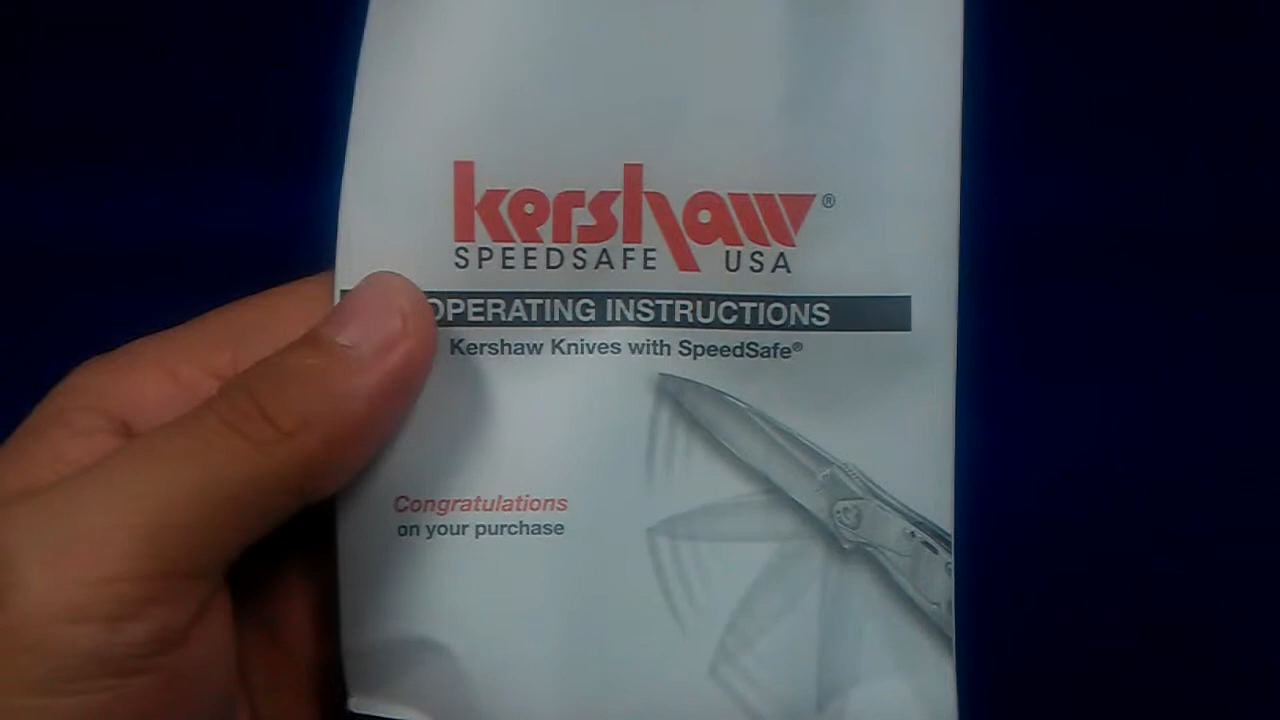 kershaw®
SPEEDSAFE USA
OPERATING INSTRUCTIONS
Kershaw Knives with SpeedSafe®
Congratulations
on your purchase